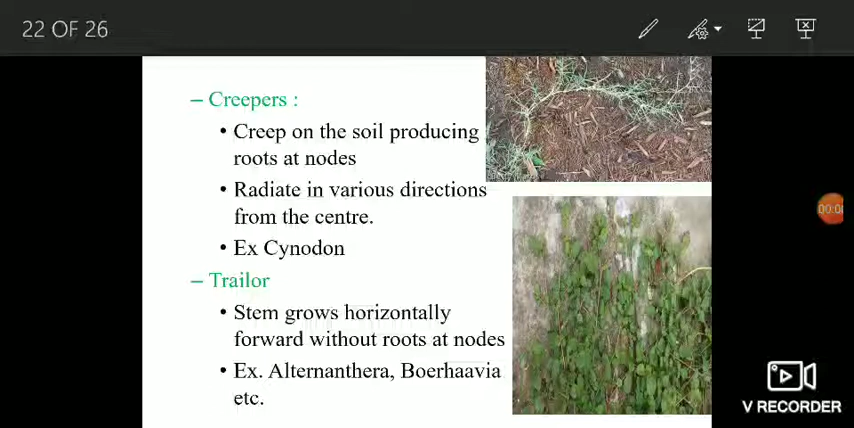 22 OF 26
– Creepers :
• Creep on the soil producing
roots at nodes
• Radiate in various directions
from the centre.
• Ex Cynodon
– Trailor
• Stem grows horizontally
forward without roots at nodes
• Ex. Alternanthera, Boerhaavia
etc.
V RECORDER